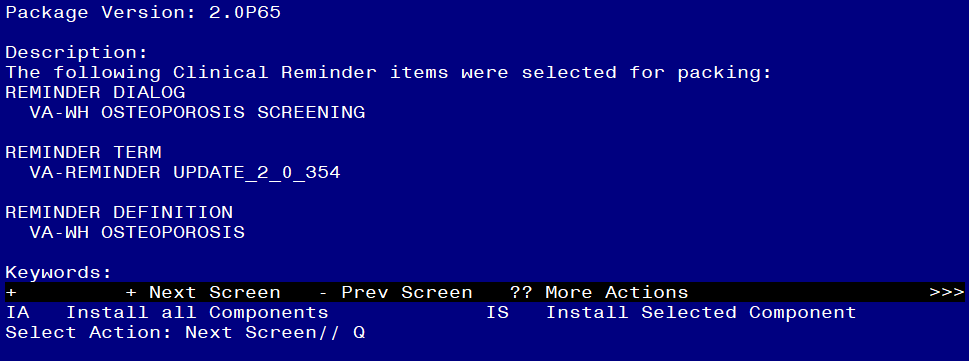 Package Version: 2.0P65
Description:
The following Clinical Reminder items were selected for packing:
REMINDER DIALOG
VA-WH OSTEOPOROSIS SCREENING
REMINDER TERM
VA-REMINDER UPDATE_2_0_354
REMINDER DEFINITION
VA-WH OSTEOPOROSIS
Keywords:
+ + Next Screen - Prev Screen ?? More Actions >>>
IA Install all Components IS Install Selected Component
Select Action: Next Screen// Q